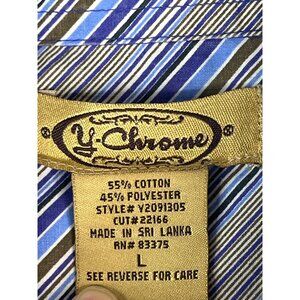 Y-Chrome
55% COTTON
45% POLYESTER
STYLE# Y2091305
CUT# 22166
MADE IN SRI LANKA
RN# 83375
L
SEE REVERSE FOR CARE